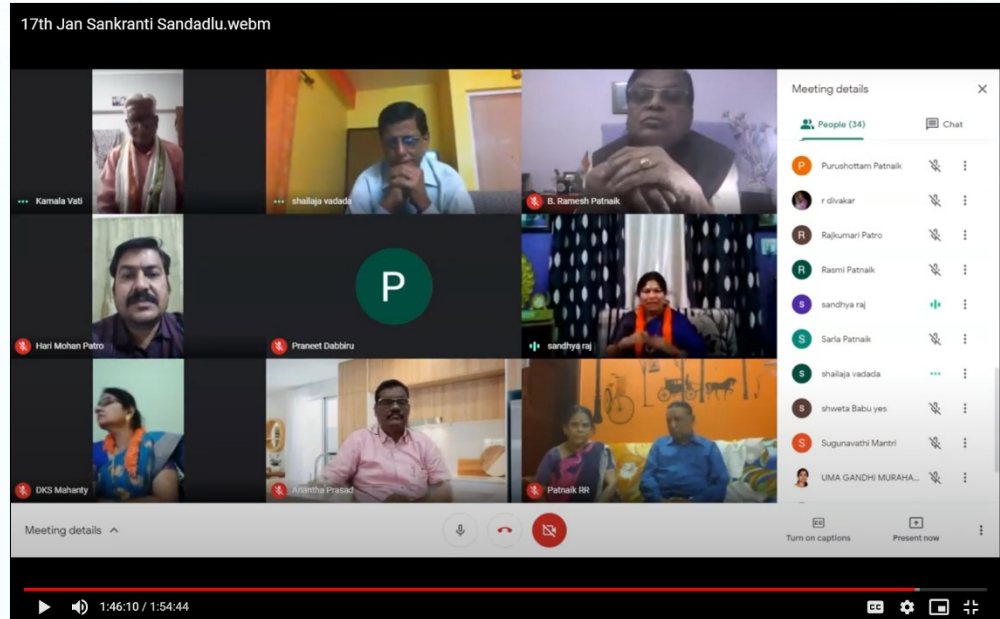 17th Jan Sankranti Sandadlu.webm
Meeting details
People (34)
Chat
Kamala Vati
shailaja vadada
B. Ramesh Patnaik
Hari Mohan Patro
P
Praneet Dabbiru
sandhya raj
DKS Mahanty
Anantha Prasad
Patnaik RR
P
Purushottam Patnaik
r divakar
R
Rajkumari Patro
R
Rasmi Patnaik
s
sandhya raj
S
Sarla Patnaik
s
shailaja vadada
s
shweta Babu yes
S
Sugunavathi Mantri
UMA GANDHI MURAHA...
Meeting details
CC
Turn on captions
Present now
1:46:10 / 1:54:44
CC